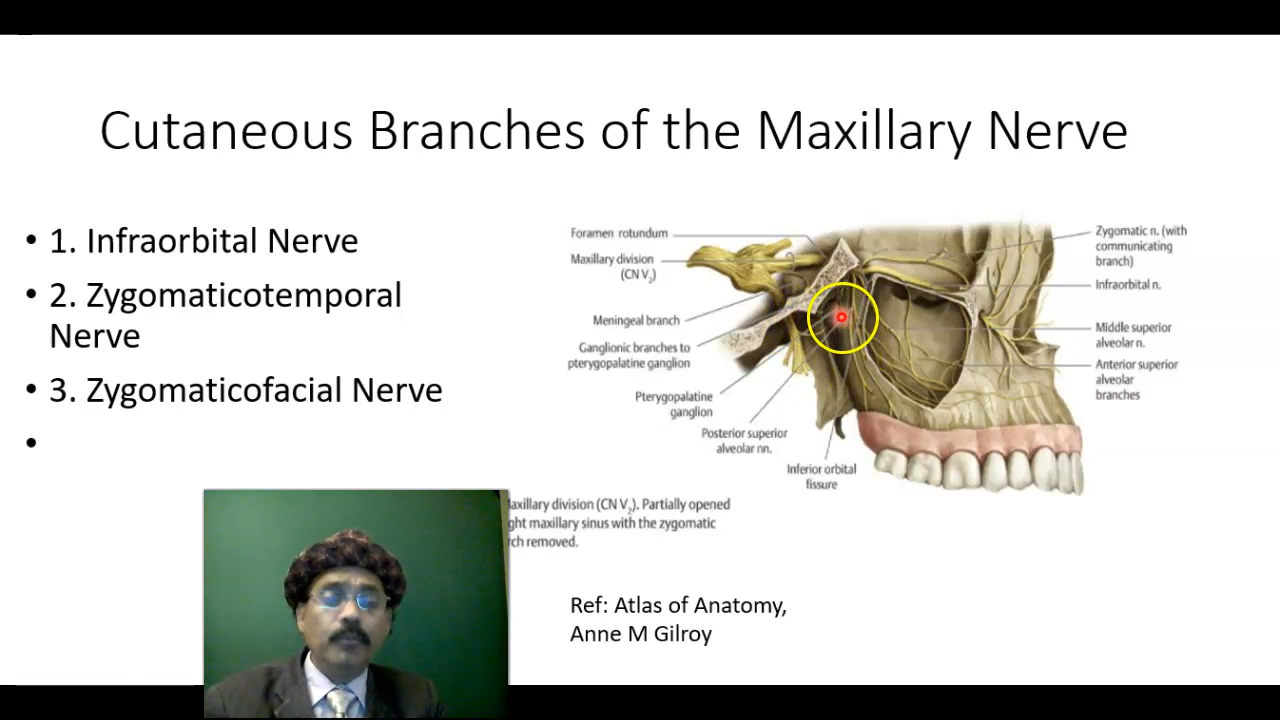 Cutaneous Branches of the Maxillary Nerve
• 1. Infraorbital Nerve
• 2. Zygomaticotemporal
Nerve
• 3. Zygomaticofacial Nerve
•
Foramen rotundum
Maxillary division
(CN V₂)
Meningeal branch
Ganglionic branches to
pterygopalatine ganglion
Pterygopalatine
ganglion
Posterior superior
alveolar nn.
Inferior orbital
fissure
Zygomatic n. (with
communicating
branch)
Infraorbital n.
Middle superior
alveolar n.
Anterior superior
alveolar
branches
division (CN V₂). Partially opened
maxillary sinus with the zygomatic
removed.
Ref: Atlas of Anatomy,
Anne M Gilroy